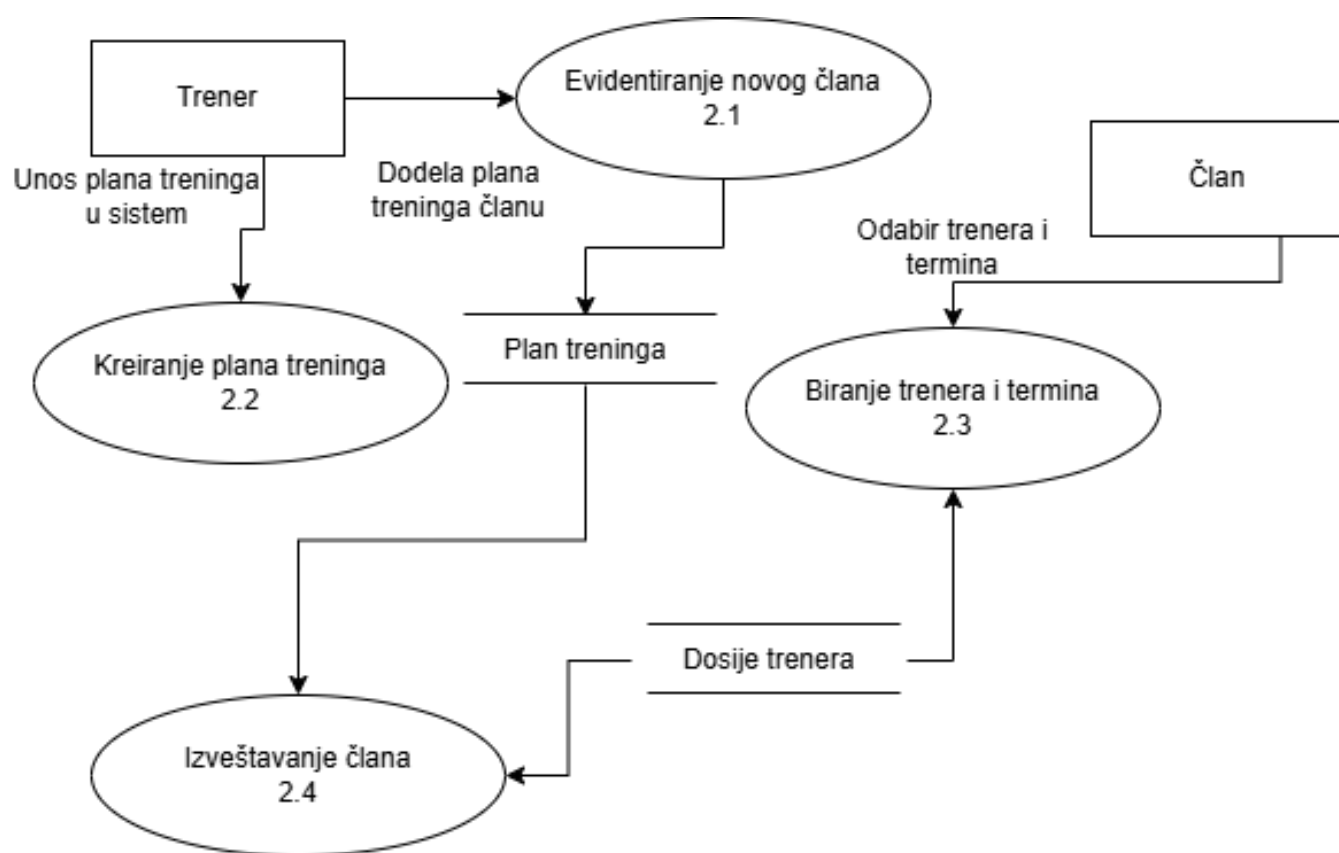 Trener
Evidentiranje novog člana
2.1
Unos plana treninga
u sistem
Dodela plana
treninga članu
Član
Odabir trenera i
termina
Kreiranje plana treninga
2.2
Plan treninga
Biranje trenera i termina
2.3
Dosije trenera
Izveštavanje člana
2.4